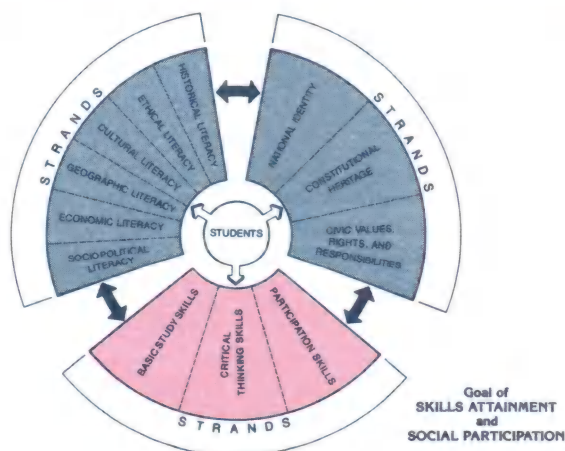 STRANDS
HISTORICAL LITERACY
ETHICAL LITERACY
CULTURAL LITERACY
GEOGRAPHIC LITERACY
ECONOMIC LITERACY
SOCIOPOLITICAL
LITERACY
STRANDS
NATIONAL IDENTITY
CONSTITUTIONAL
HERITAGE
CIVIC VALUES,
RIGHTS, AND
RESPONSIBILITIES
STUDENTS
BASIC STUDY SKILLS
CRITICAL
THINKING SKILLS
PARTICIPATION SKILLS
STRANDS
Goal of
SKILLS ATTAINMENT
and
SOCIAL PARTICIPATION